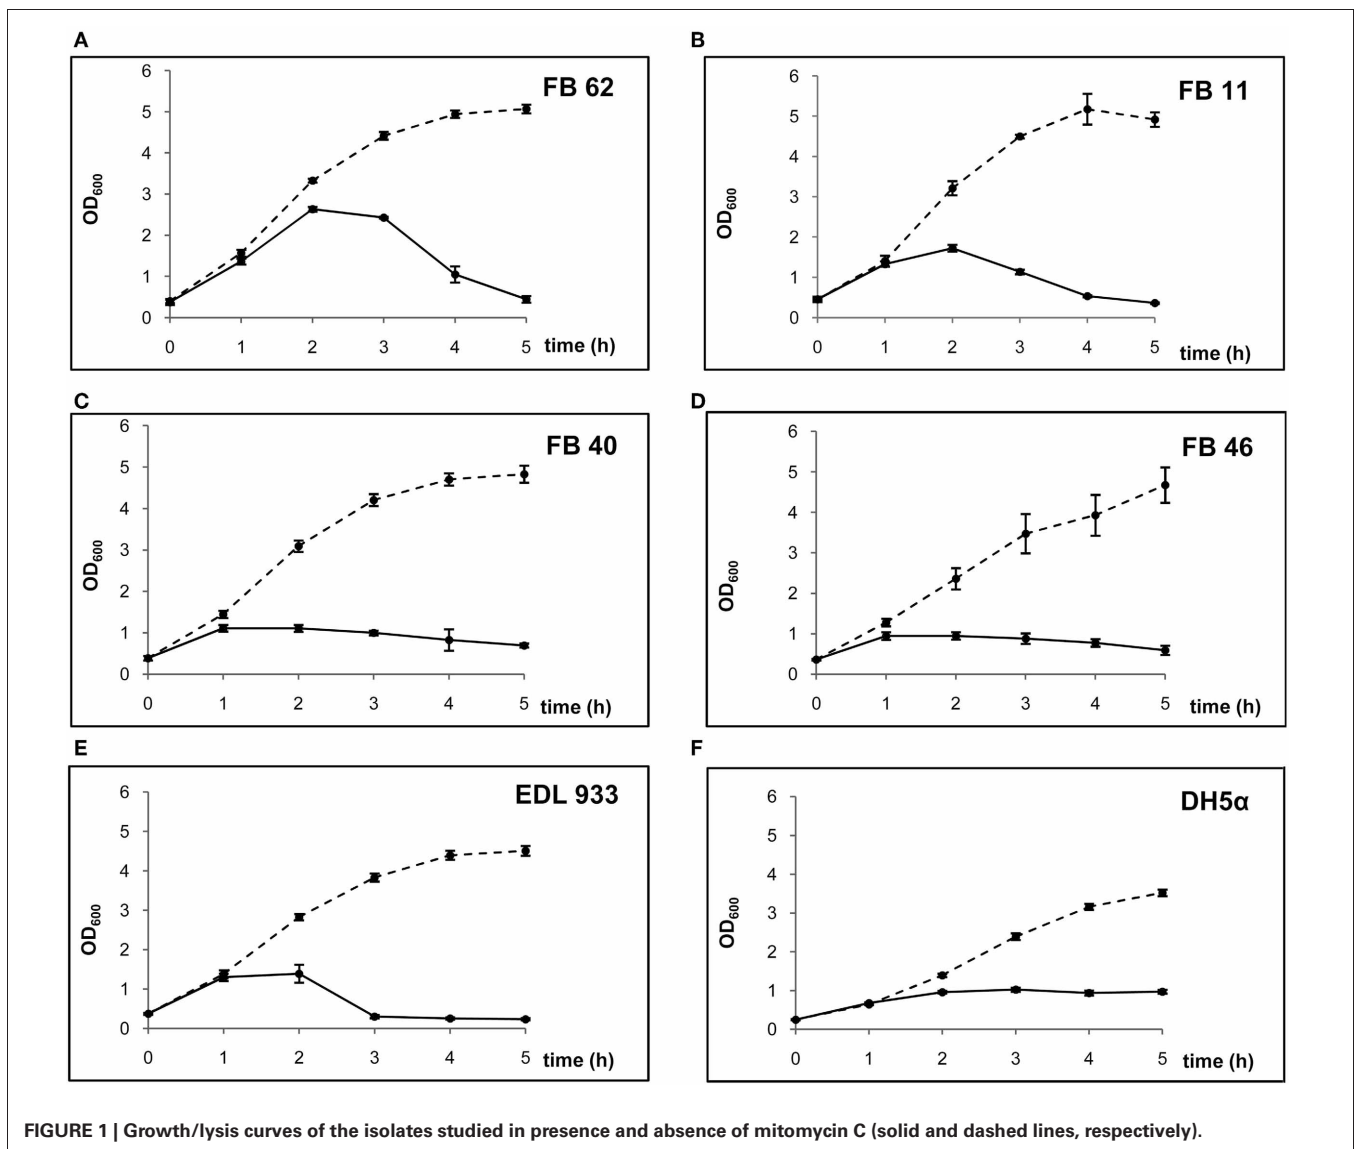 A
FB 62
OD600
6
5
4
3
2
1
0
0 1 2 3 4 5 time (h)
B
FB 11
OD600
6
5
4
3
2
1
0
0 1 2 3 4 5 time (h)
C
FB 40
OD600
6
5
4
3
2
1
0
0 1 2 3 4 5 time (h)
D
FB 46
OD600
6
5
4
3
2
1
0
0 1 2 3 4 5 time (h)
E
EDL 933
OD600
6
5
4
3
2
1
0
0 1 2 3 4 5 time (h)
F
DH5α
OD600
6
5
4
3
2
1
0
0 1 2 3 4 5 time (h)
FIGURE 1 | Growth/lysis curves of the isolates studied in presence and absence of mitomycin C (solid and dashed lines, respectively).